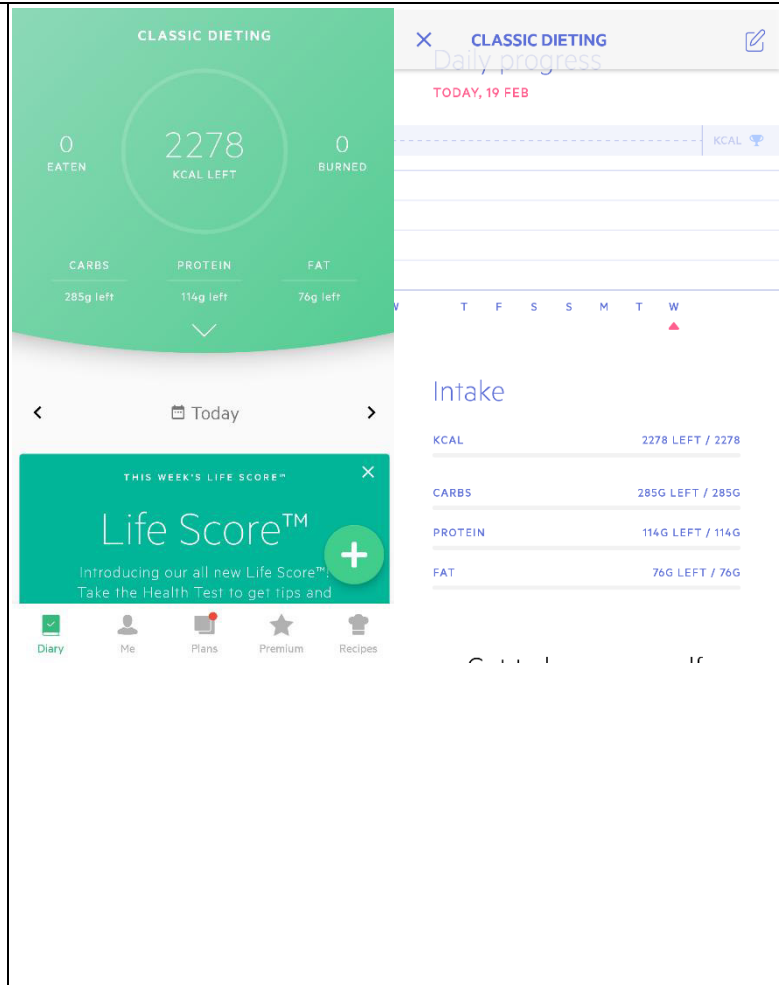 CLASSIC DIETING
0
EATEN
2278
KCAL LEFT
0
BURNED
CARBS
PROTEIN
FAT
285g left
114g left
76g left
Today
THIS WEEK'S LIFE SCORE™
Life Score™
Introducing our all new Life Score™!
Take the Health Test to get tips and
Diary
Me
Plans
Premium
Recipes
CLASSIC DIETING
Daily progress
TODAY, 19 FEB
KCAL
T F S S M T W
Intake
KCAL 2278 LEFT / 2278
CARBS 285G LEFT / 285G
PROTEIN 114G LEFT / 114G
FAT 76G LEFT / 76G